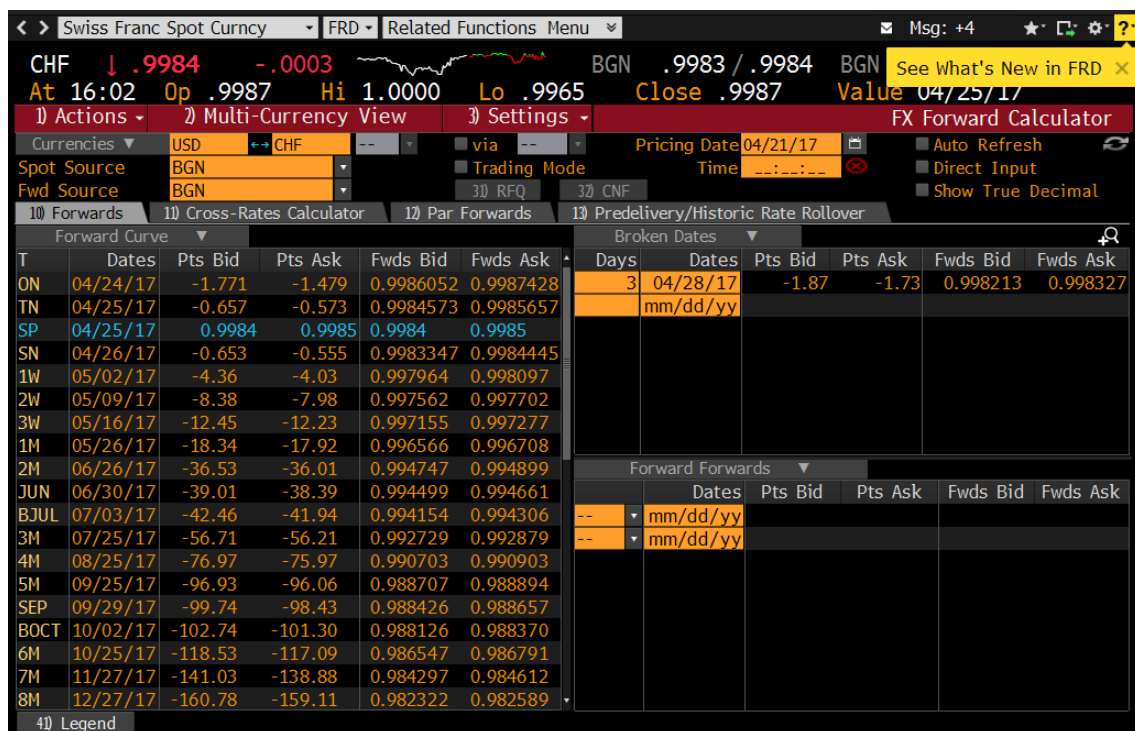 < > Swiss Franc Spot Curncy FRD Related Functions Menu Msg: +4 ?
CHF ↓ .9984 -.0003 BGN .9983 / .9984 BGN See What's New in FRD ×
At 16:02 Op .9987 Hi 1.0000 Lo .9965 Close .9987 Value 04/25/17
1) Actions 2) Multi-Currency View 3) Settings FX Forward Calculator
Currencies ▼ USD ↔ CHF -- via -- Pricing Date 04/21/17 Auto Refresh
Spot Source BGN Trading Mode Time __:__:__ Direct Input
Fwd Source BGN 31) RFQ 32) CNF Show True Decimal
10) Forwards 11) Cross-Rates Calculator 12) Par Forwards 13) Predelivery/Historic Rate Rollover
Forward Curve ▼
T Dates Pts Bid Pts Ask Fwds Bid Fwds Ask
ON 04/24/17 -1.771 -1.479 0.9986052 0.9987428
TN 04/25/17 -0.657 -0.573 0.9984573 0.9985657
SP 04/25/17 0.9984 0.9985 0.9984 0.9985
SN 04/26/17 -0.653 -0.555 0.9983347 0.9984445
1W 05/02/17 -4.36 -4.03 0.997964 0.998097
2W 05/09/17 -8.38 -7.98 0.997562 0.997702
3W 05/16/17 -12.45 -12.23 0.997155 0.997277
1M 05/26/17 -18.34 -17.92 0.996566 0.996708
2M 06/26/17 -36.53 -36.01 0.994747 0.994899
JUN 06/30/17 -39.01 -38.39 0.994499 0.994661
BJUL 07/03/17 -42.46 -41.94 0.994154 0.994306
3M 07/25/17 -56.71 -56.21 0.992729 0.992879
4M 08/25/17 -76.97 -75.97 0.990703 0.990903
5M 09/25/17 -96.93 -96.06 0.988707 0.988894
SEP 09/29/17 -99.74 -98.43 0.988426 0.988657
BOCT 10/02/17 -102.74 -101.30 0.988126 0.988370
6M 10/25/17 -118.53 -117.09 0.986547 0.986791
7M 11/27/17 -141.03 -138.88 0.984297 0.984612
8M 12/27/17 -160.78 -159.11 0.982322 0.982589
Broken Dates ▼
Days Dates Pts Bid Pts Ask Fwds Bid Fwds Ask
3 04/28/17 -1.87 -1.73 0.998213 0.998327
mm/dd/yy
Forward Forwards ▼
Dates Pts Bid Pts Ask Fwds Bid Fwds Ask
-- mm/dd/yy
-- mm/dd/yy
41) Legend